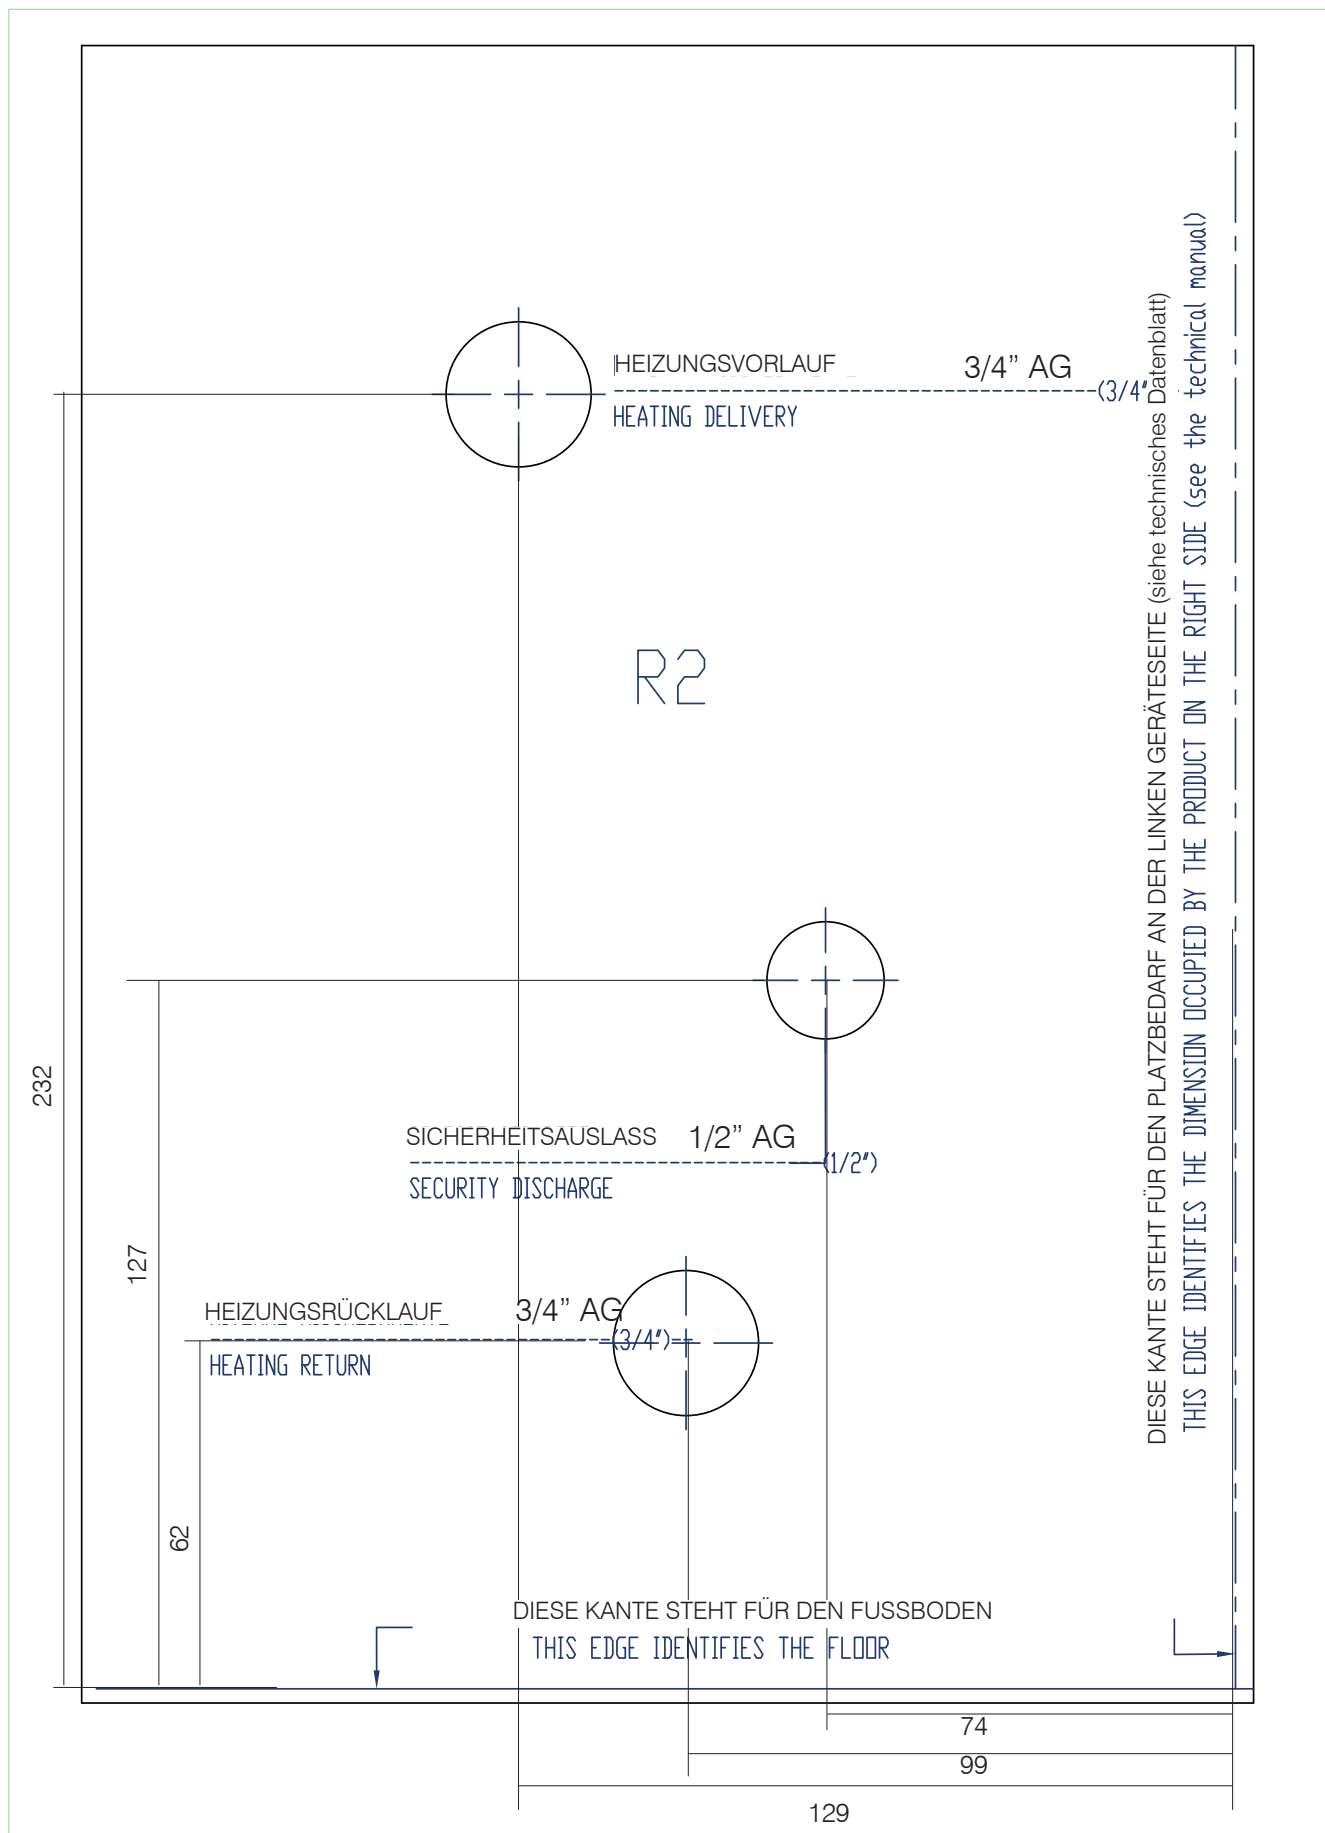 HEIZUNGSVORLAUF 3/4” AG
(3/4"
HEATING DELIVERY
R2
DIESE KANTE STEHT FÜR DEN PLATZBEDARF AN DER LINKEN GERÄTESEITE (siehe technisches Datenblatt)
THIS EDGE IDENTIFIES THE DIMENSION OCCUPIED BY THE PRODUCT ON THE RIGHT SIDE (see the technical manual)
232
SICHERHEITSAUSLASS 1/2” AG
(1/2")
SECURITY DISCHARGE
127
HEIZUNGSRÜCKLAUF 3/4” AG
(3/4")
HEATING RETURN
62
DIESE KANTE STEHT FÜR DEN FUSSBODEN
THIS EDGE IDENTIFIES THE FLOOR
74
99
129